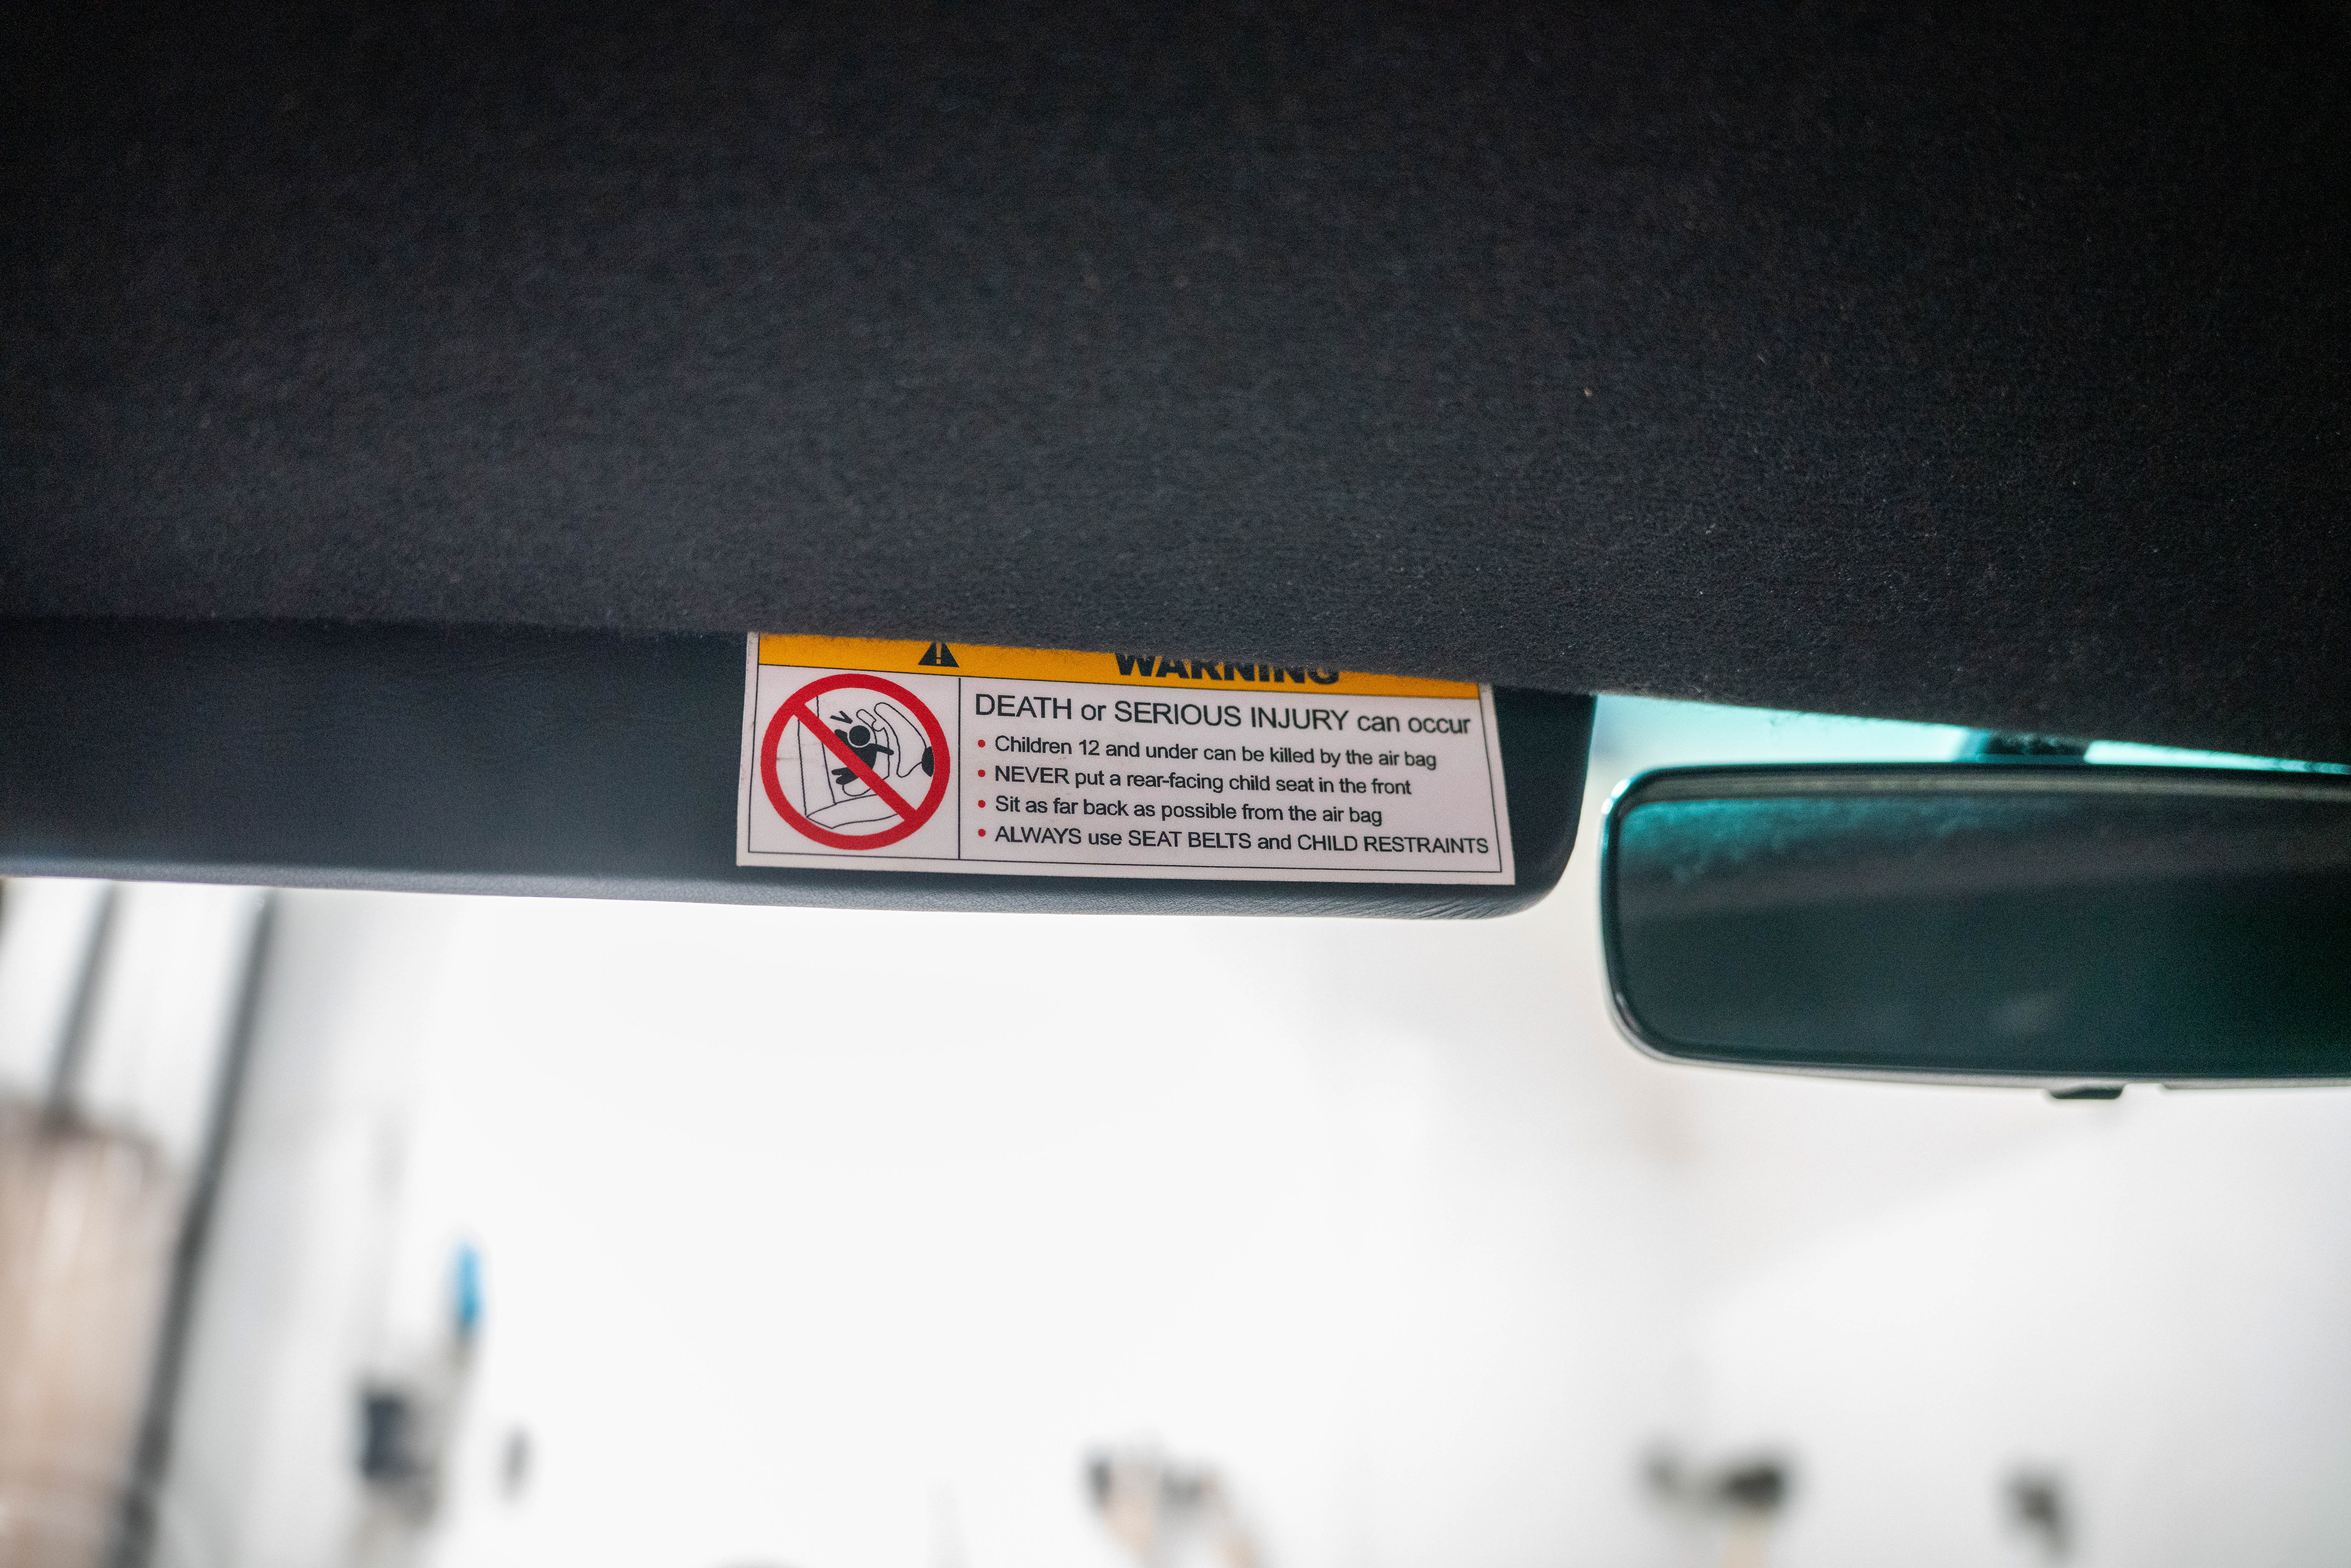 WARNING
DEATH or SERIOUS INJURY can occur
• Children 12 and under can be killed by the air bag
• NEVER put a rear-facing child seat in the front
• Sit as far back as possible from the air bag
• ALWAYS use SEAT BELTS and CHILD RESTRAINTS